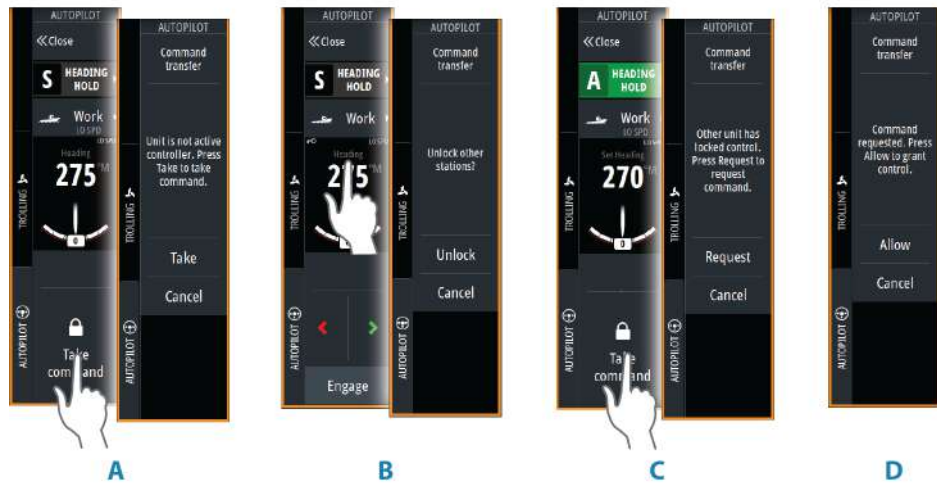 AUTOPILOT
Close
S HEADING HOLD
Work
LO SPD
Heading
275 °M
0
TROLLING
AUTOPILOT
Take command
AUTOPILOT
Command
transfer
Unit is not active
controller. Press
Take to take
command.
Take
Cancel
TROLLING
AUTOPILOT
A
AUTOPILOT
Close
S HEADING HOLD
Work
Heading
275
TROLLING
AUTOPILOT
Engage
AUTOPILOT
Command
transfer
Unlock other
stations?
Unlock
Cancel
TROLLING
AUTOPILOT
B
AUTOPILOT
Close
A HEADING HOLD
Work
LO SPD
Set Heading
270 °M
0
TROLLING
AUTOPILOT
Take command
AUTOPILOT
Command
transfer
Other unit has
locked control.
Press Request to
request
command.
Request
Cancel
TROLLING
AUTOPILOT
C
AUTOPILOT
Command
transfer
Command
requested. Press
Allow to grant
control.
Allow
Cancel
TROLLING
AUTOPILOT
D